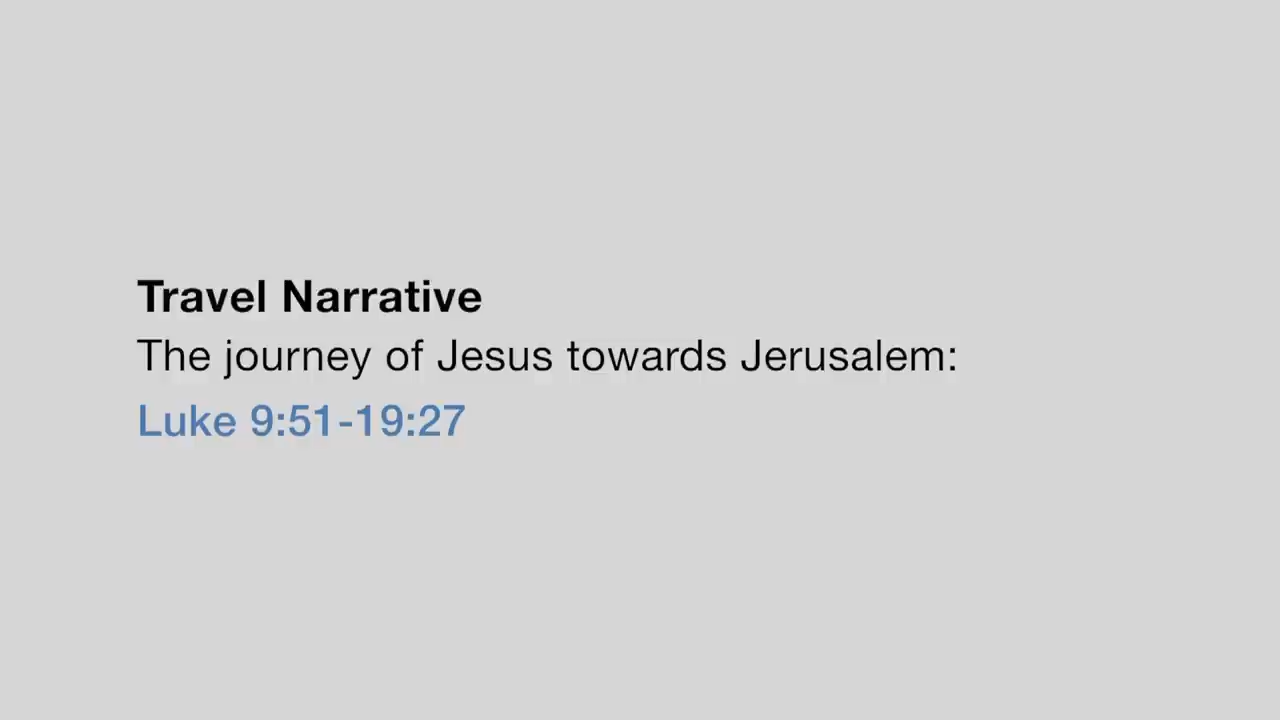 Travel Narrative
The journey of Jesus towards Jerusalem:
Luke 9:51-19:27